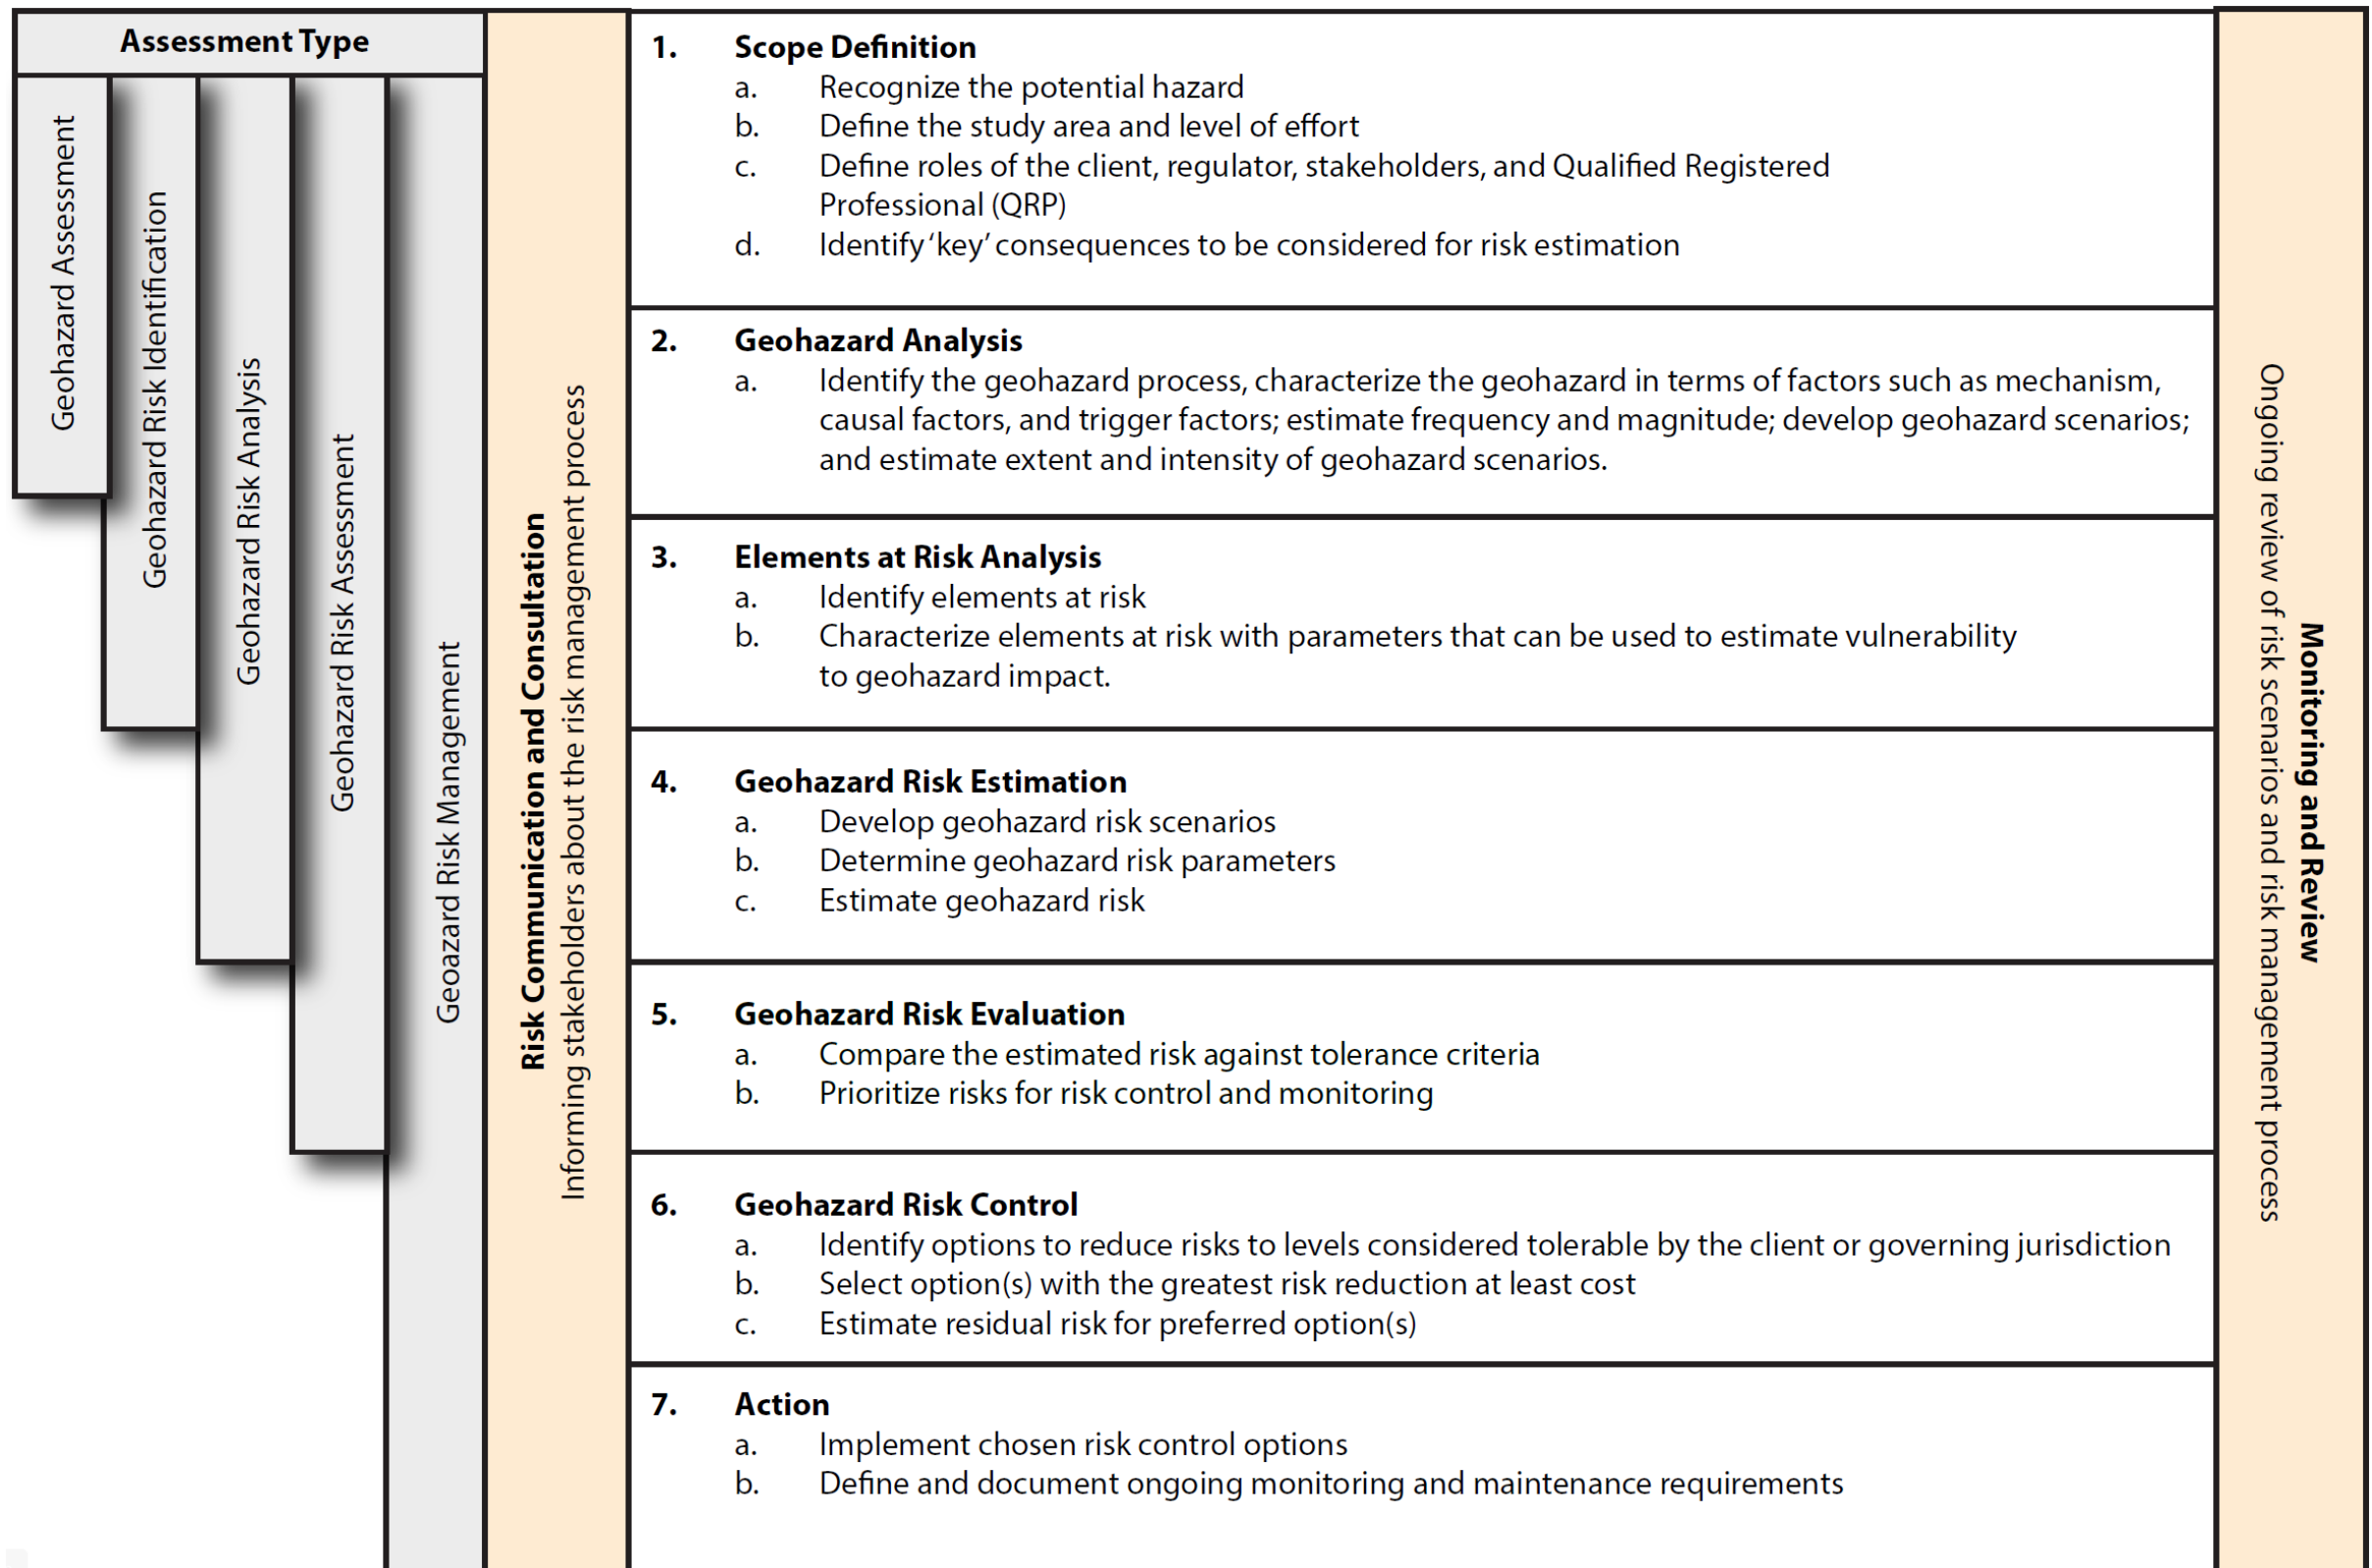 Assessment Type
Geohazard Assessment
Geohazard Risk Identification
Geohazard Risk Analysis
Geohazard Risk Assessment
Geoazard Risk Management
Risk Communication and Consultation
Informing stakeholders about the risk management process
1. Scope Definition
a. Recognize the potential hazard
b. Define the study area and level of effort
c. Define roles of the client, regulator, stakeholders, and Qualified Registered
Professional (QRP)
d. Identify ‘key’ consequences to be considered for risk estimation
2. Geohazard Analysis
a. Identify the geohazard process, characterize the geohazard in terms of factors such as mechanism,
causal factors, and trigger factors; estimate frequency and magnitude; develop geohazard scenarios;
and estimate extent and intensity of geohazard scenarios.
3. Elements at Risk Analysis
a. Identify elements at risk
b. Characterize elements at risk with parameters that can be used to estimate vulnerability
to geohazard impact.
4. Geohazard Risk Estimation
a. Develop geohazard risk scenarios
b. Determine geohazard risk parameters
c. Estimate geohazard risk
5. Geohazard Risk Evaluation
a. Compare the estimated risk against tolerance criteria
b. Prioritize risks for risk control and monitoring
6. Geohazard Risk Control
a. Identify options to reduce risks to levels considered tolerable by the client or governing jurisdiction
b. Select option(s) with the greatest risk reduction at least cost
c. Estimate residual risk for preferred option(s)
7. Action
a. Implement chosen risk control options
b. Define and document ongoing monitoring and maintenance requirements
Monitoring and Review
Ongoing review of risk scenarios and risk management process